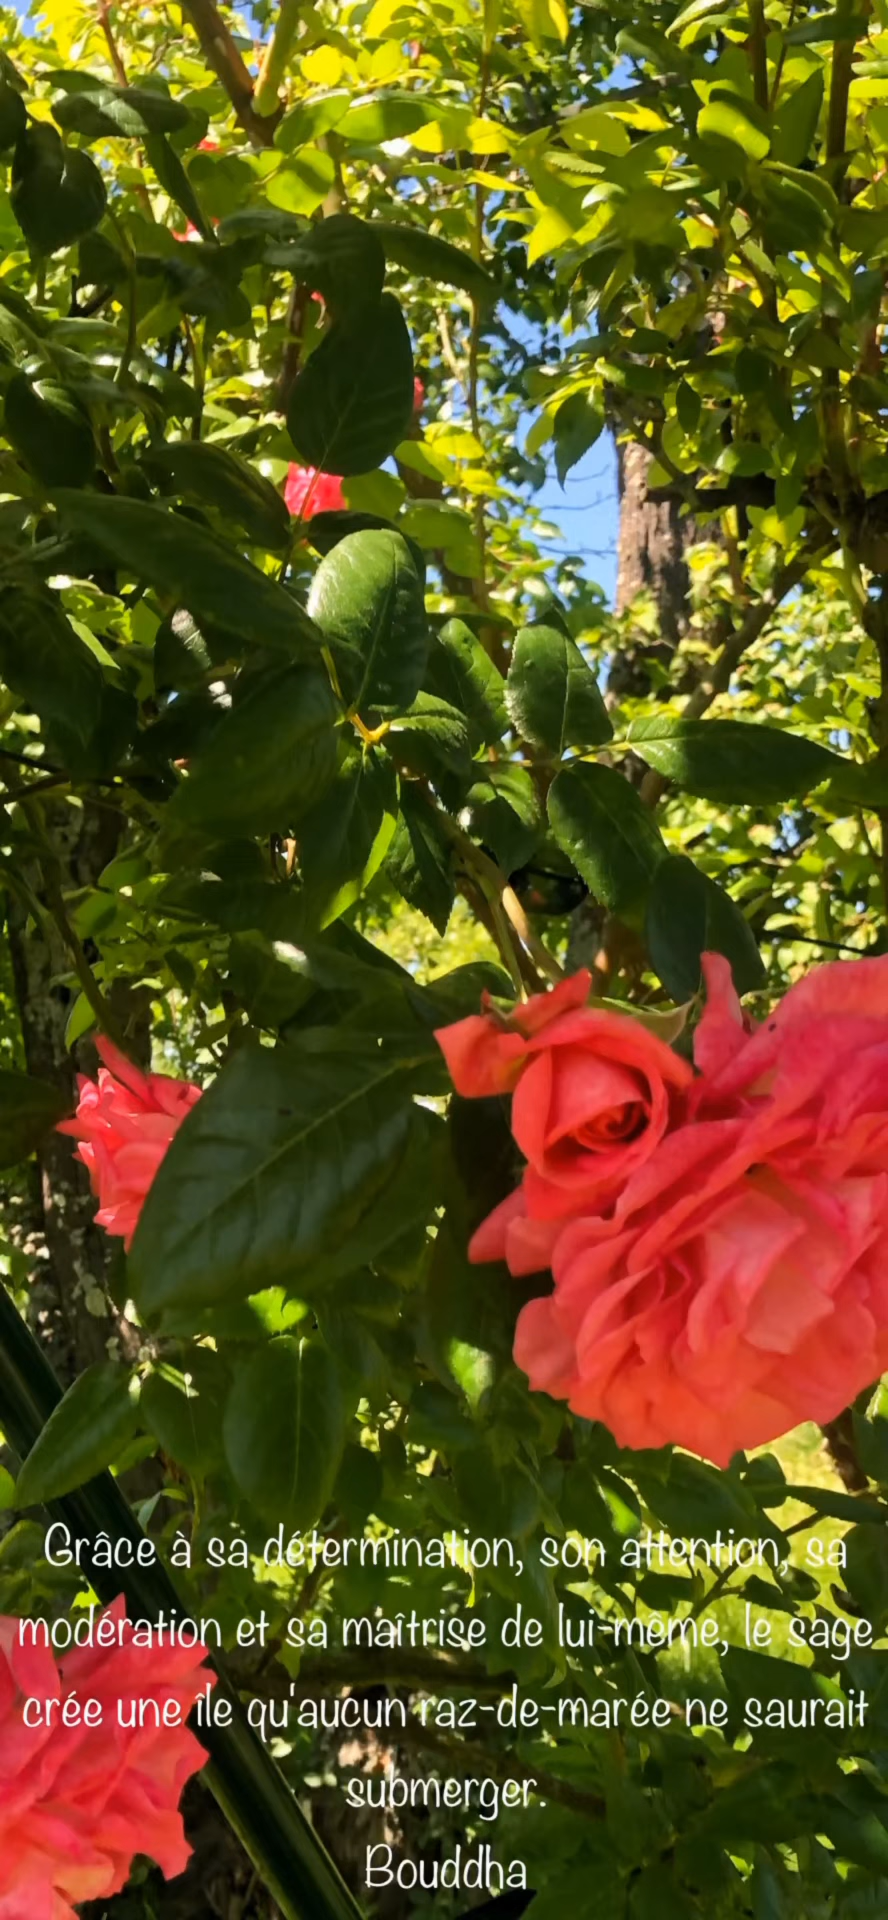 Grâce à sa détermination, son attention, sa
modération et sa maîtrise de lui-même, le sage
crée une île qu'aucun raz-de-marée ne saurait
submerger.
Bouddha